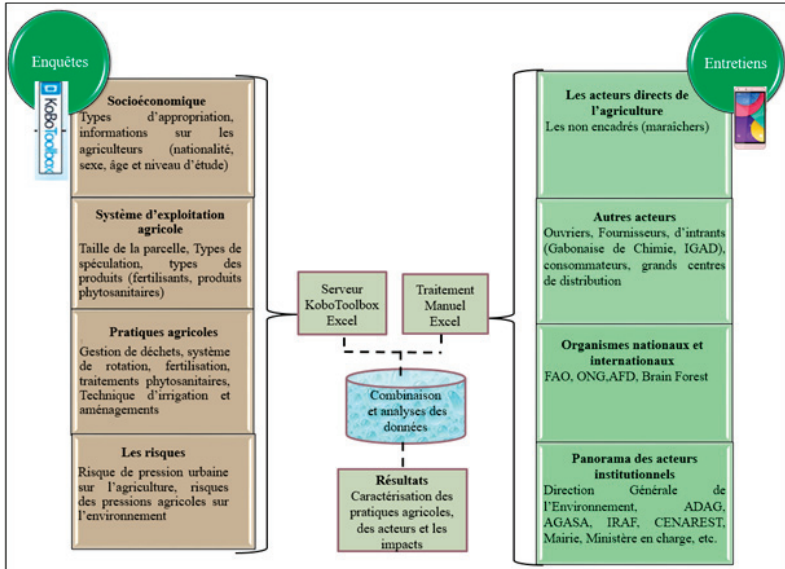 Enquêtes
KoBoToolbox
Socioéconomique
Types d'appropriation,
informations sur les
agriculteurs (nationalité,
sexe, âge et niveau d'étude)
Système d'exploitation
agricole
Taille de la parcelle, Types de
spéculation, types des
produits (fertilisants, produits
phytosanitaires)
Pratiques agricoles
Gestion de déchets, système
de rotation, fertilisation,
traitements phytosanitaires,
Technique d'irrigation et
aménagements
Les risques
Risque de pression urbaine
sur l'agriculture, risques
des pressions agricoles sur
l'environnement
Serveur
KoboToolbox
Excel
Traitement
Manuel
Excel
Combinaison
et analyses des
données
Résultats
Caractérisation des
pratiques agricoles,
des acteurs et les
impacts
Entretiens
Les acteurs directs de
l'agriculture
Les non encadrés (maraîchers)
Autres acteurs
Ouvriers, Fournisseurs, d'intrants
(Gabonaise de Chimie, IGAD),
consommateurs, grands centres
de distribution
Organismes nationaux et
internationaux
FAO, ONG,AFD, Brain Forest
Panorama des acteurs
institutionnels
Direction Générale de
l'Environnement, ADAG,
AGASA, IRAF, CENAREST,
Mairie, Ministère en charge, etc.